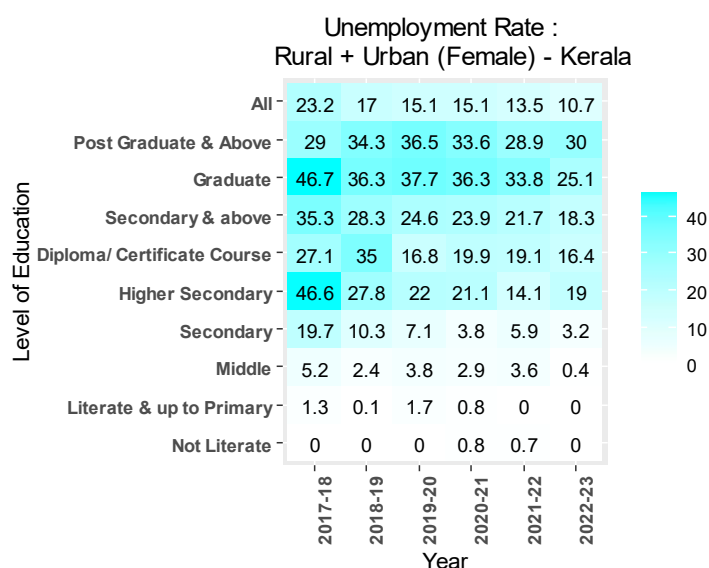 Unemployment Rate :
Rural + Urban (Female) - Kerala
Level of Education
All 23.2 17 15.1 15.1 13.5 10.7
Post Graduate & Above 29 34.3 36.5 33.6 28.9 30
Graduate 46.7 36.3 37.7 36.3 33.8 25.1
Secondary & above 35.3 28.3 24.6 23.9 21.7 18.3
Diploma/ Certificate Course 27.1 35 16.8 19.9 19.1 16.4
Higher Secondary 46.6 27.8 22 21.1 14.1 19
Secondary 19.7 10.3 7.1 3.8 5.9 3.2
Middle 5.2 2.4 3.8 2.9 3.6 0.4
Literate & up to Primary 1.3 0.1 1.7 0.8 0 0
Not Literate 0 0 0 0.8 0.7 0
2017-18 2018-19 2019-20 2020-21 2021-22 2022-23
Year
40
30
20
10
0